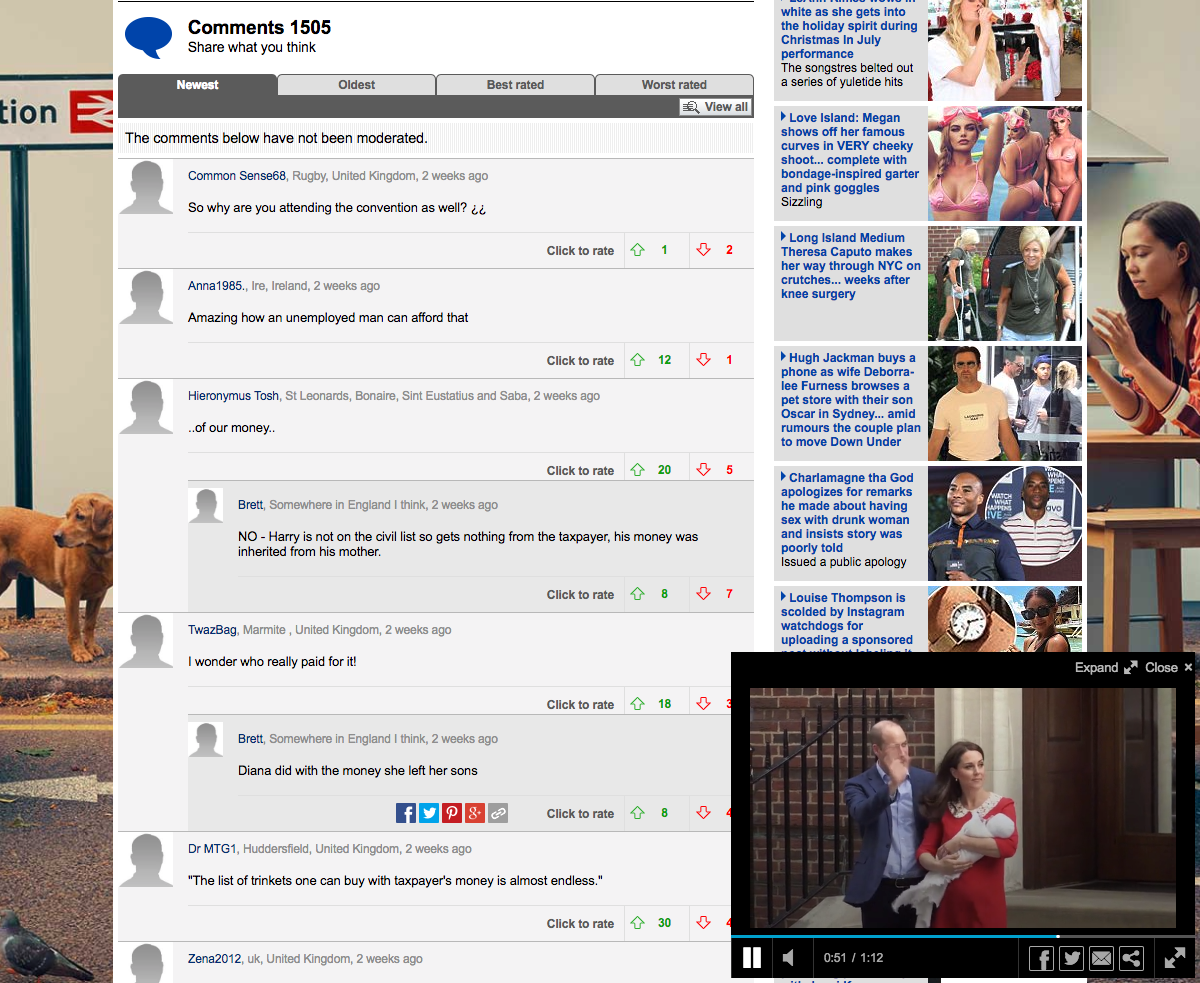 Comments 1505
Share what you think
Newest
Oldest
Best rated
Worst rated
View all
The comments below have not been moderated.
Common Sense68, Rugby, United Kingdom, 2 weeks ago
So why are you attending the convention as well? ¿¿
Click to rate 1 2
Anna1985., Ire, Ireland, 2 weeks ago
Amazing how an unemployed man can afford that
Click to rate 12 1
Hieronymus Tosh, St Leonards, Bonaire, Sint Eustatius and Saba, 2 weeks ago
..of our money..
Click to rate 20 5
Brett, Somewhere in England I think, 2 weeks ago
NO - Harry is not on the civil list so gets nothing from the taxpayer, his money was
inherited from his mother.
Click to rate 8 7
TwazBag, Marmite , United Kingdom, 2 weeks ago
I wonder who really paid for it!
Click to rate 18 3
Brett, Somewhere in England I think, 2 weeks ago
Diana did with the money she left her sons
Click to rate 8 4
Dr MTG1, Huddersfield, United Kingdom, 2 weeks ago
"The list of trinkets one can buy with taxpayer's money is almost endless."
Click to rate 30 4
Zena2012, uk, United Kingdom, 2 weeks ago
tion
white as she gets into
the holiday spirit during
Christmas In July
performance
The songstres belted out
a series of yuletide hits
Love Island: Megan
shows off her famous
curves in VERY cheeky
shoot... complete with
bondage-inspired garter
and pink goggles
Sizzling
Long Island Medium
Theresa Caputo makes
her way through NYC on
crutches... weeks after
knee surgery
Hugh Jackman buys a
phone as wife Deborra-
lee Furness browses a
pet store with their son
Oscar in Sydney... amid
rumours the couple plan
to move Down Under
Charlamagne tha God
apologizes for remarks
he made about having
sex with drunk woman
and insists story was
poorly told
Issued a public apology
WATCH
WHAT
HAPPENS
LIVE
Louise Thompson is
scolded by Instagram
watchdogs for
uploading a sponsored
post without labeling it
Expand Close ×
0:51 / 1:12